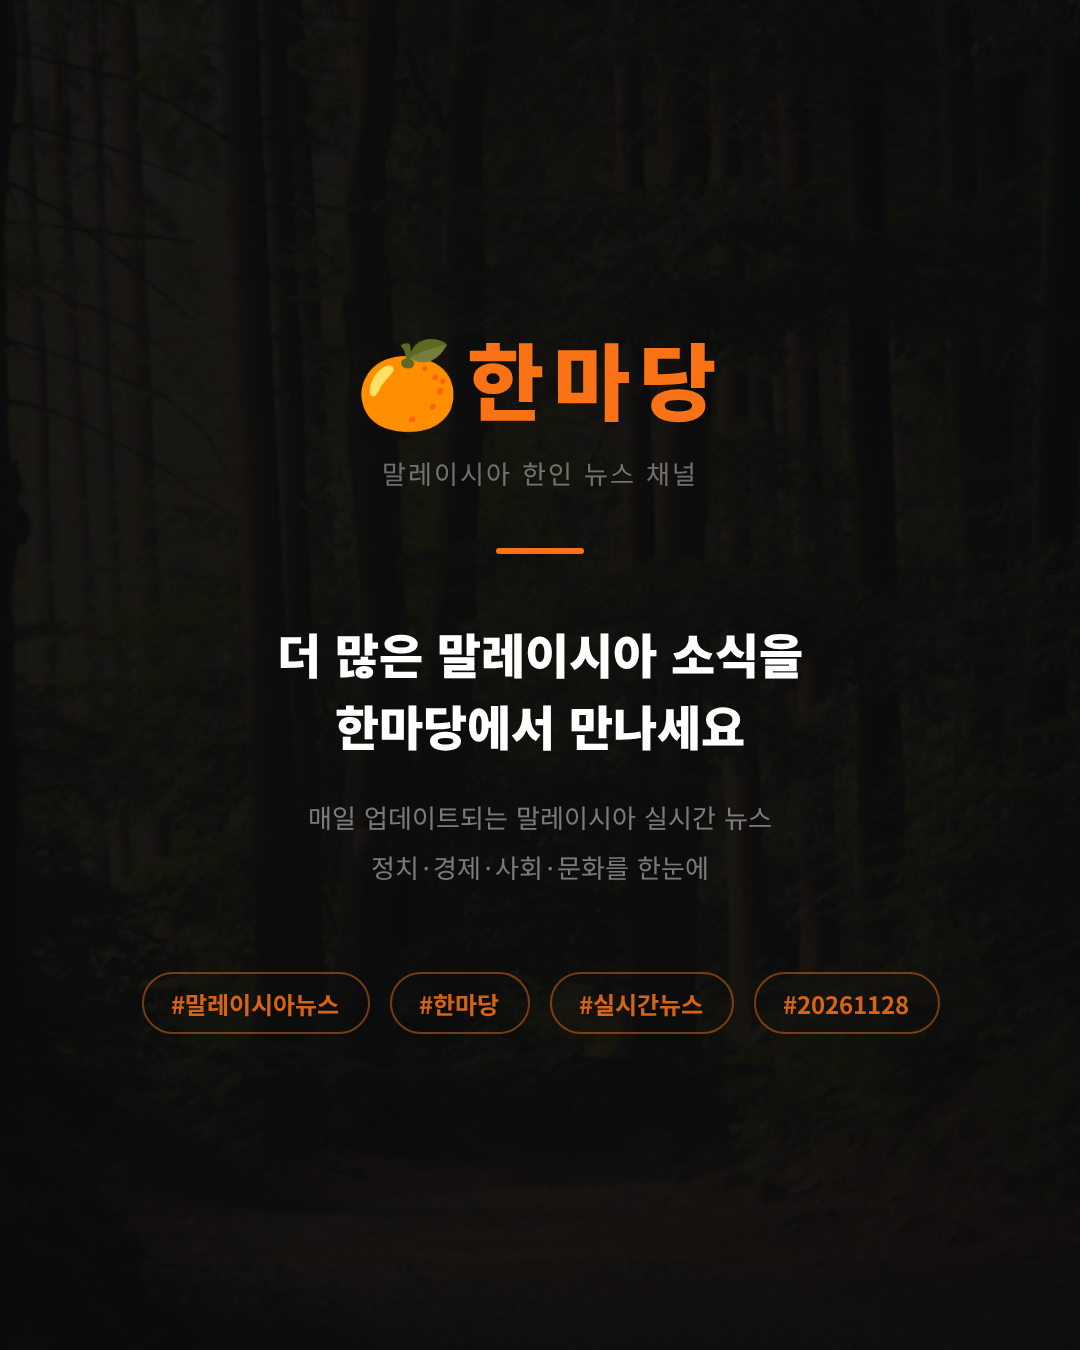 한마당
말레이시아 한인 뉴스 채널
더 많은 말레이시아 소식을
한마당에서 만나세요
매일 업데이트되는 말레이시아 실시간 뉴스
정치·경제·사회·문화를 한눈에
#말레이시아뉴스 #한마당 #실시간뉴스 #20261128